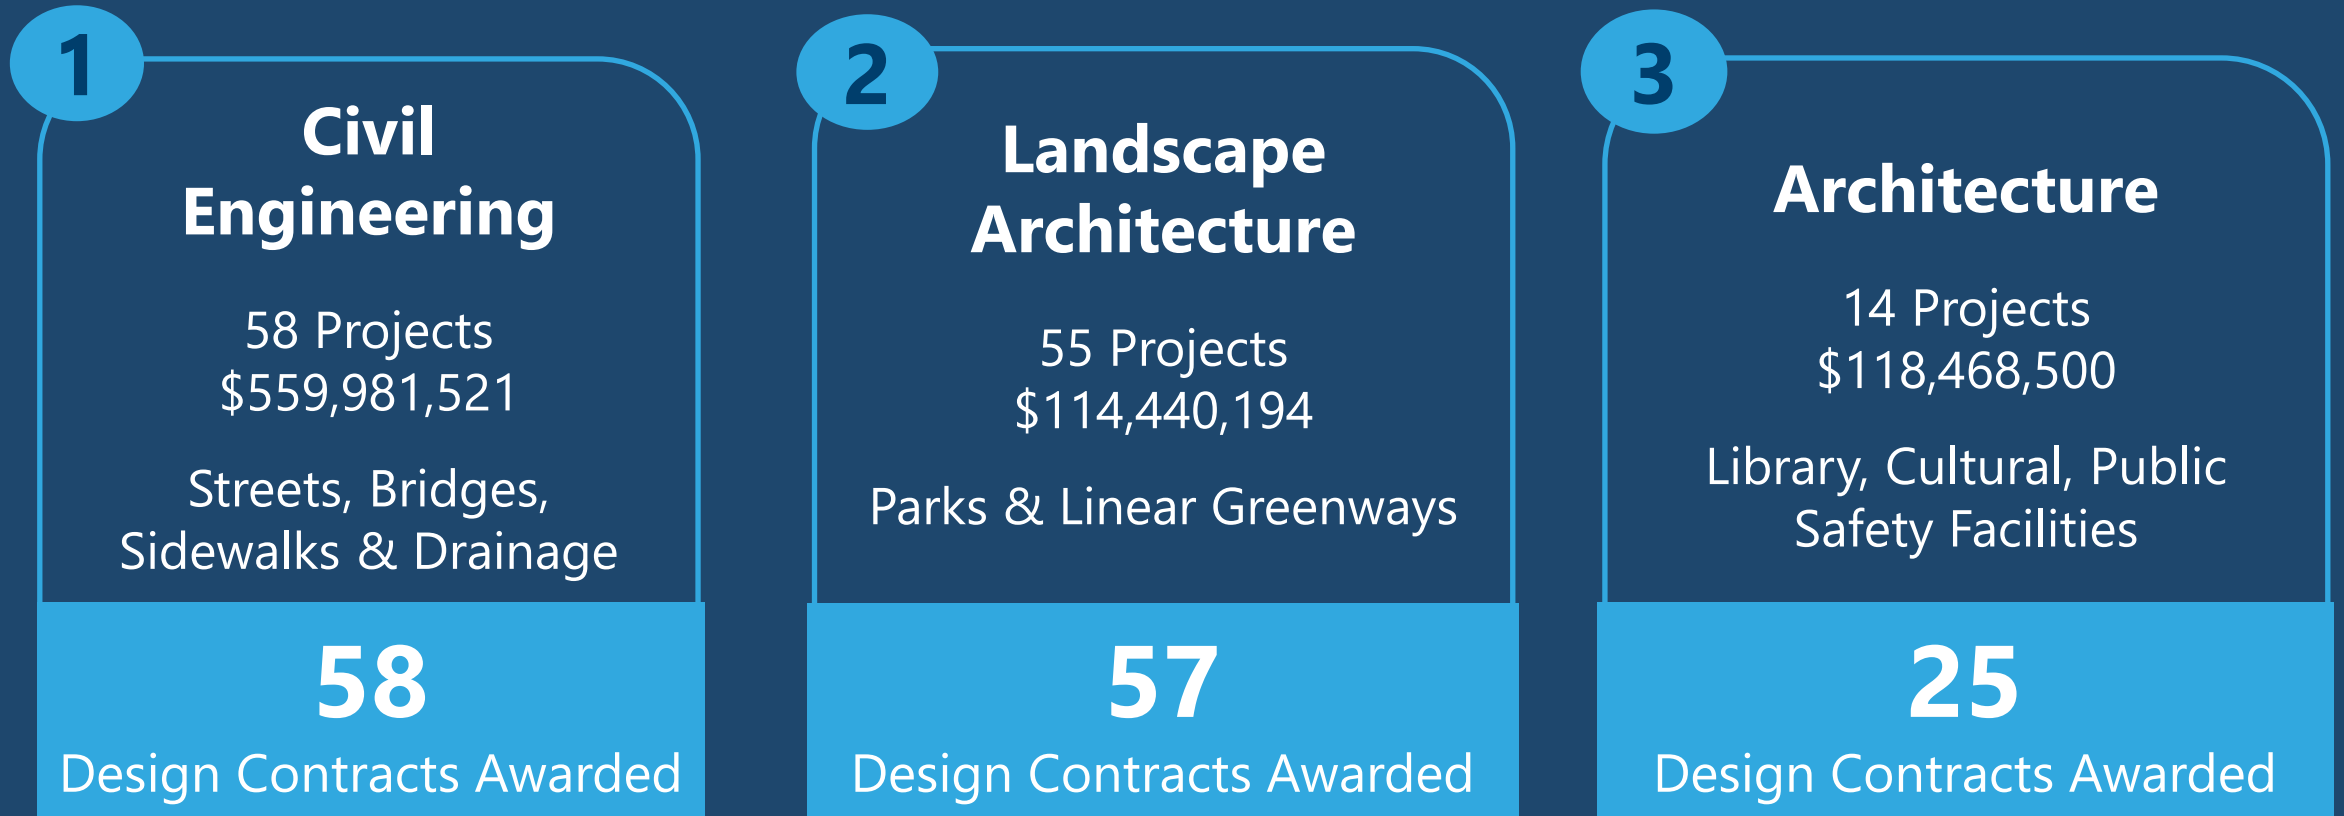 1
Civil
Engineering
58 Projects
$559,981,521
Streets, Bridges,
Sidewalks & Drainage
58
Design Contracts Awarded
2
Landscape
Architecture
55 Projects
$114,440,194
Parks & Linear Greenways
57
Design Contracts Awarded
3
Architecture
14 Projects
$118,468,500
Library, Cultural, Public
Safety Facilities
25
Design Contracts Awarded